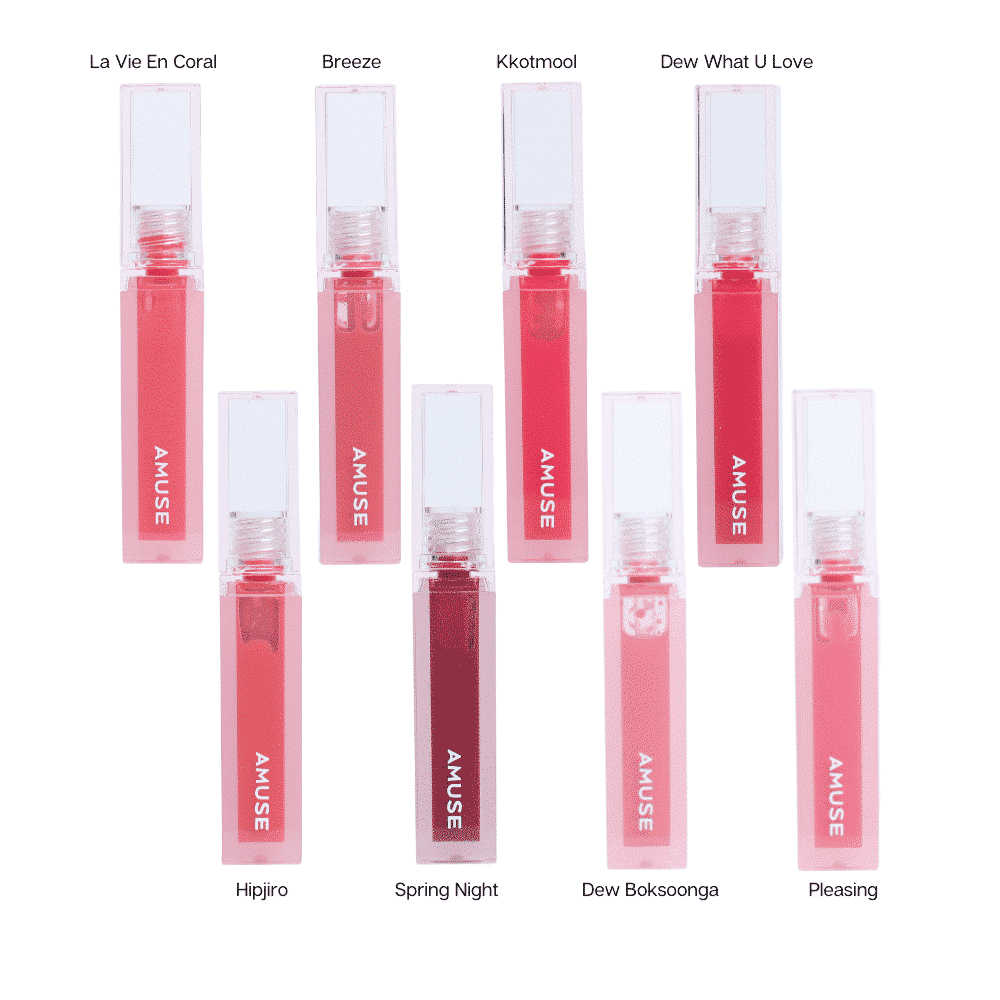 La Vie En Coral
Breeze
Kkotmool
Dew What U Love
AMUSE
AMUSE
AMUSE
AMUSE
AMUSE
AMUSE
AMUSE
AMUSE
Hipjiro
Spring Night
Dew Boksoonga
Pleasing